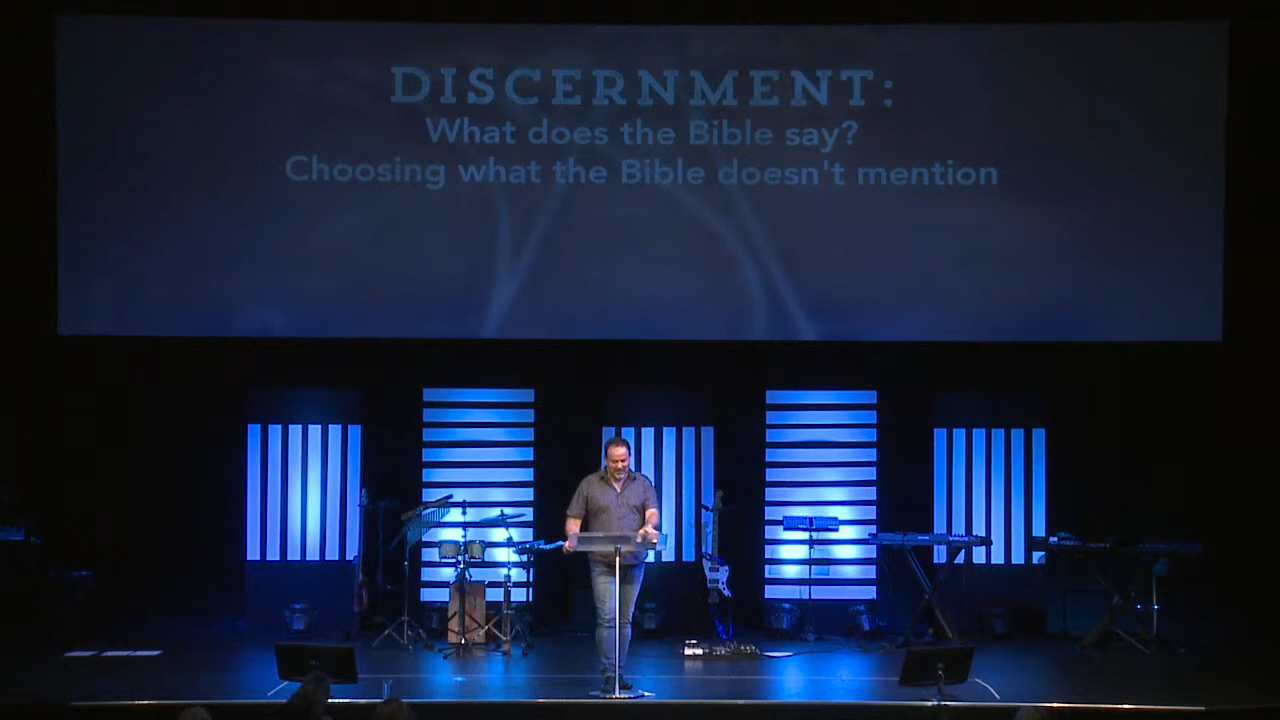 DISCERNMENT:
What does the Bible say?
Choosing what the Bible doesn't mention